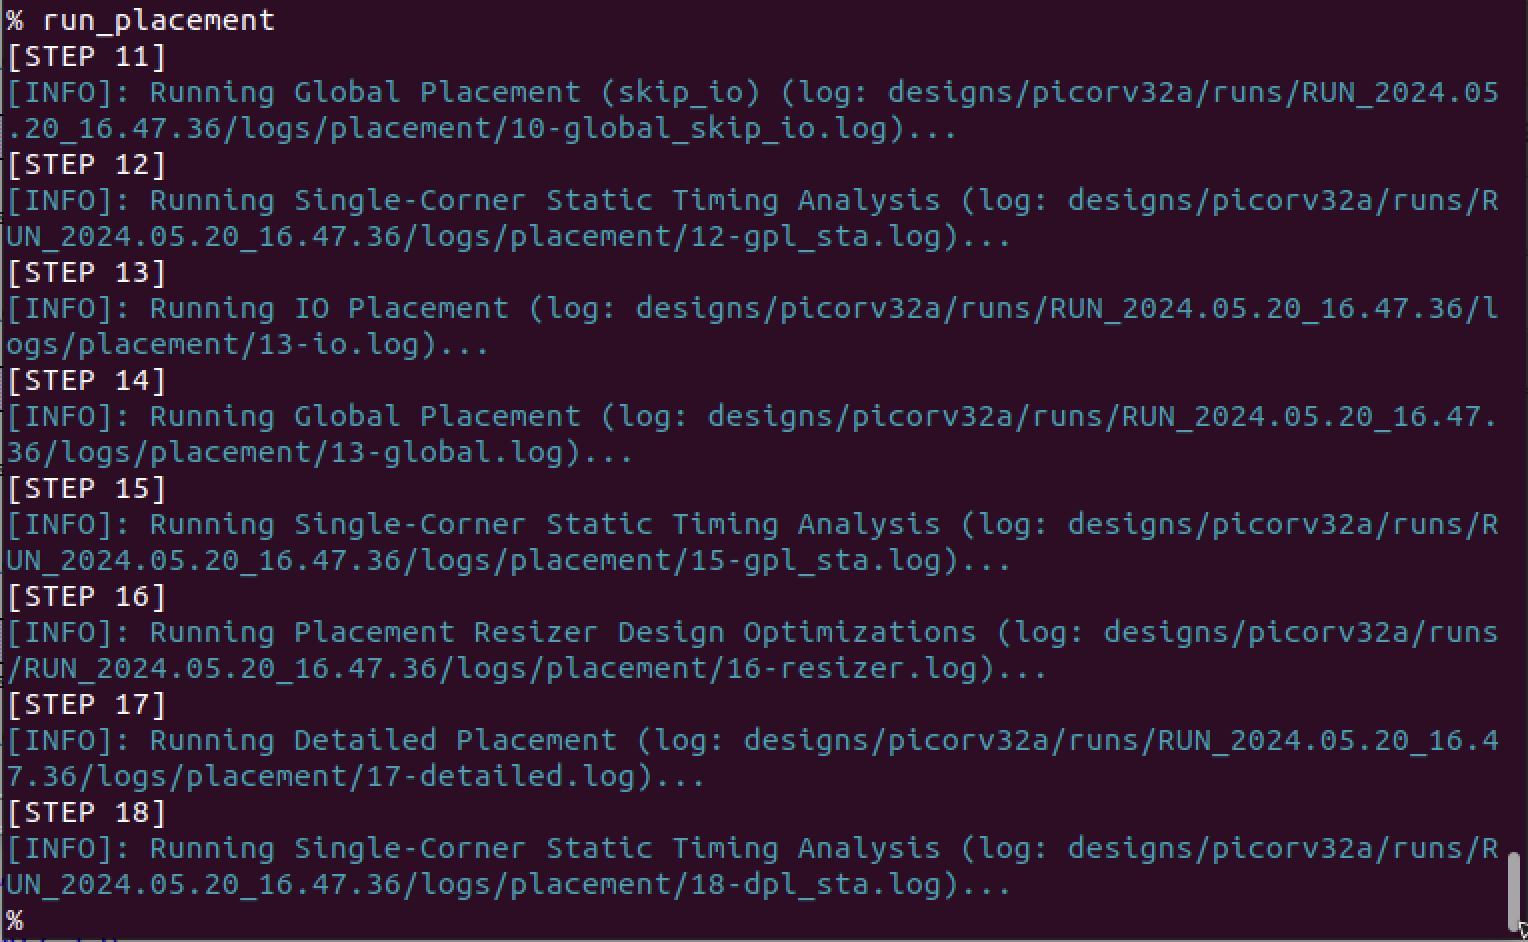 % run_placement
[STEP 11]
[INFO]: Running Global Placement (skip_io) (log: designs/picorv32a/runs/RUN_2024.05
.20_16.47.36/logs/placement/10-global_skip_io.log)...
[STEP 12]
[INFO]: Running Single-Corner Static Timing Analysis (log: designs/picorv32a/runs/R
UN_2024.05.20_16.47.36/logs/placement/12-gpl_sta.log)...
[STEP 13]
[INFO]: Running IO Placement (log: designs/picorv32a/runs/RUN_2024.05.20_16.47.36/l
ogs/placement/13-io.log)...
[STEP 14]
[INFO]: Running Global Placement (log: designs/picorv32a/runs/RUN_2024.05.20_16.47.
36/logs/placement/13-global.log)...
[STEP 15]
[INFO]: Running Single-Corner Static Timing Analysis (log: designs/picorv32a/runs/R
UN_2024.05.20_16.47.36/logs/placement/15-gpl_sta.log)...
[STEP 16]
[INFO]: Running Placement Resizer Design Optimizations (log: designs/picorv32a/runs
/RUN_2024.05.20_16.47.36/logs/placement/16-resizer.log)...
[STEP 17]
[INFO]: Running Detailed Placement (log: designs/picorv32a/runs/RUN_2024.05.20_16.4
7.36/logs/placement/17-detailed.log)...
[STEP 18]
[INFO]: Running Single-Corner Static Timing Analysis (log: designs/picorv32a/runs/R
UN_2024.05.20_16.47.36/logs/placement/18-dpl_sta.log)...
%